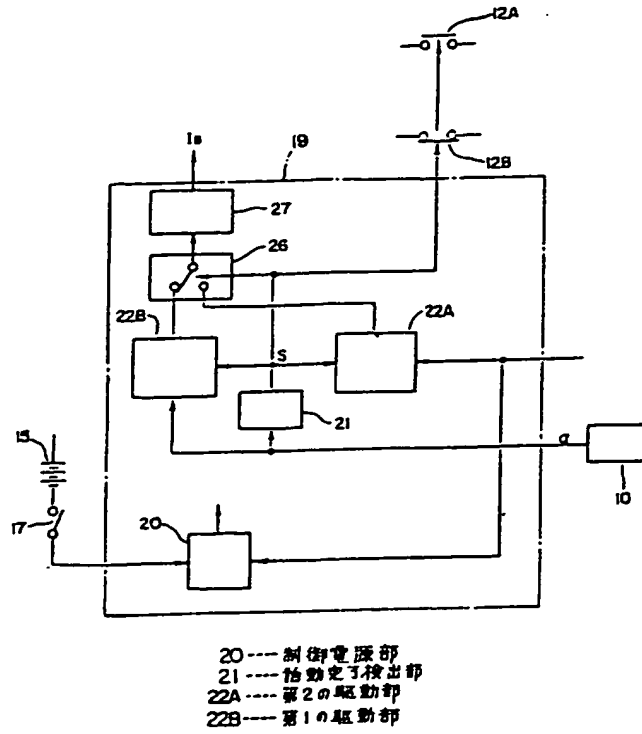 12A
12B
Is
19
27
26
22B
22A
S
21
15
17
20
a
10
20----制御電源部
21----始動完了検出部
22A----第2の駆動部
22B----第1の駆動部